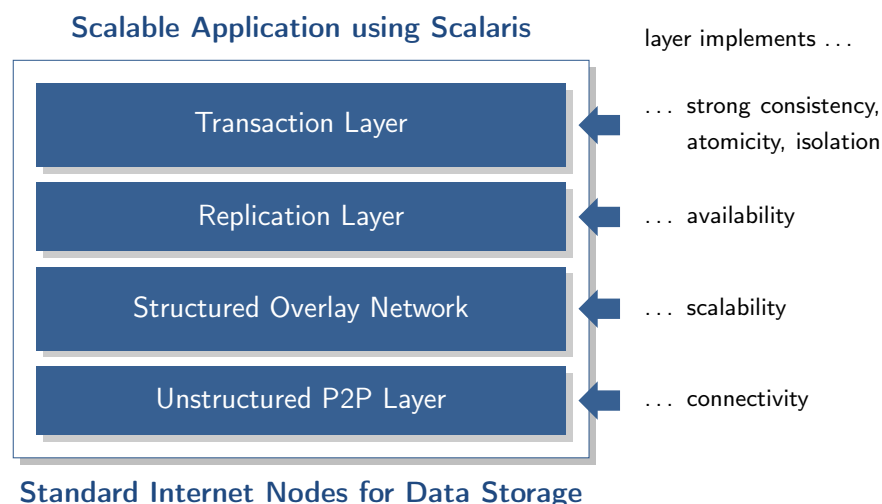 Scalable Application using Scalaris
layer implements ...
Transaction Layer
... strong consistency,
atomicity, isolation
Replication Layer
... availability
Structured Overlay Network
... scalability
Unstructured P2P Layer
... connectivity
Standard Internet Nodes for Data Storage